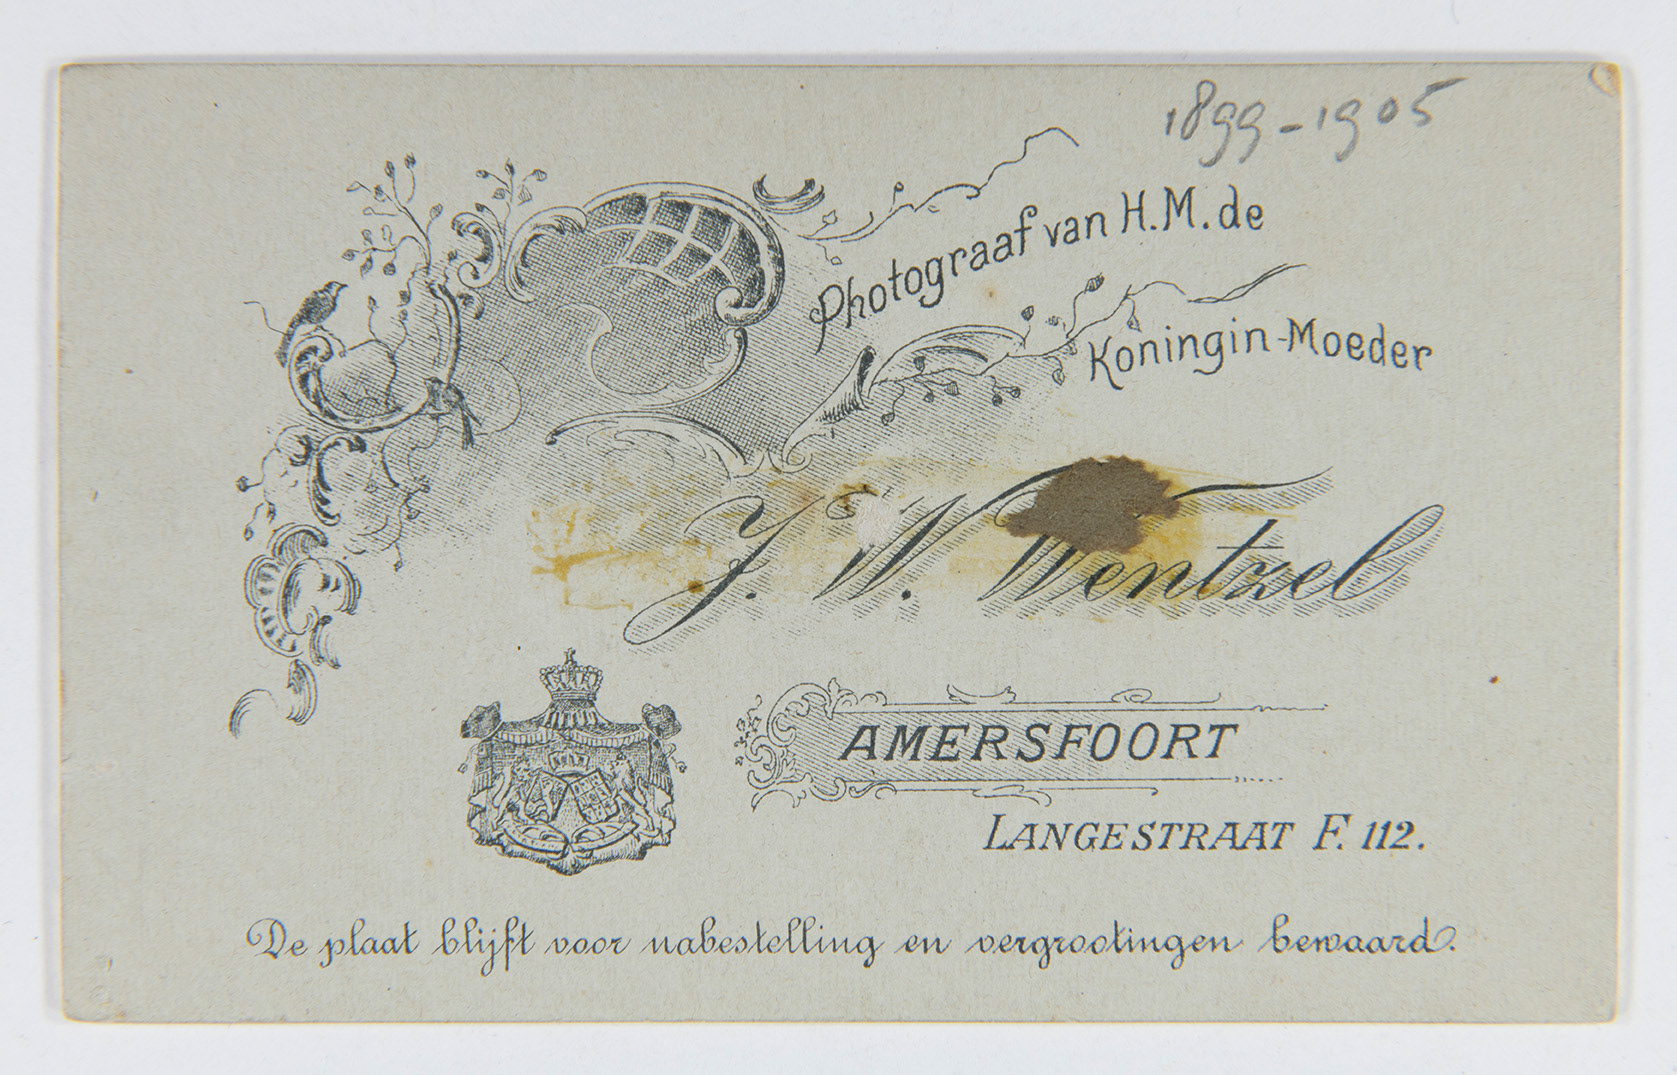 1899-1905
Photograaf van H.M. de
Koningin-Moeder
J. W. Wentzel
AMERSFOORT
LANGESTRAAT F. 112.
De plaat blijft voor nabestelling en vergrootingen bewaard.